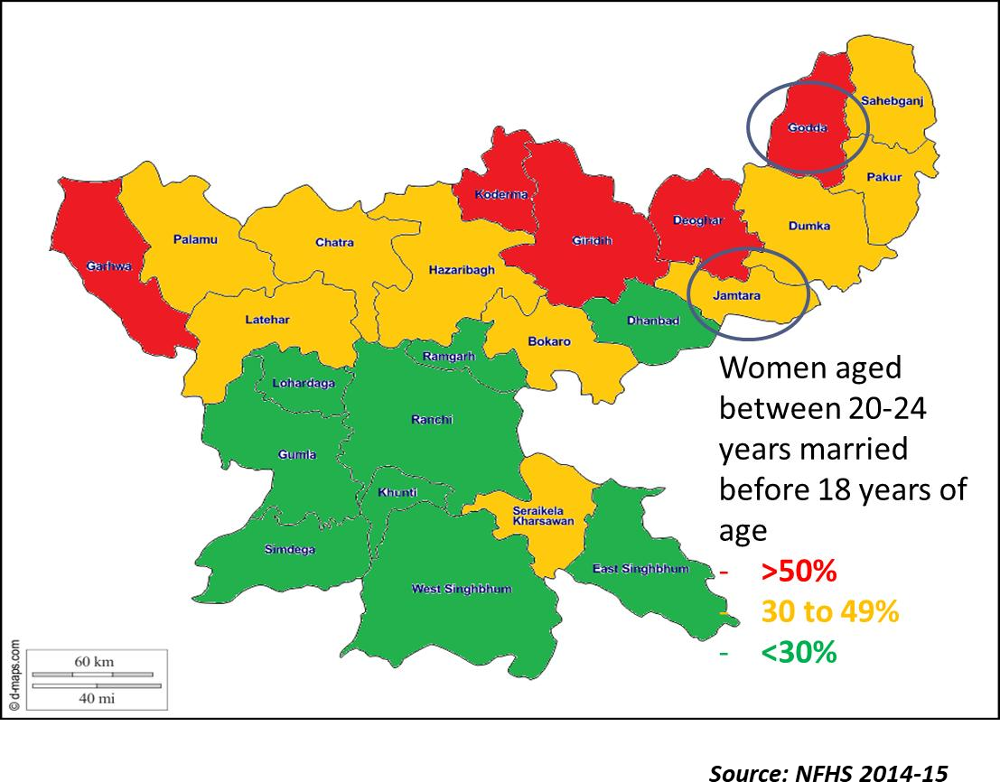 Sahebganj
Godda
Pakur
Koderma
Deoghar
Dumka
Palamu
Chatra
Giridih
Garhwa
Hazaribagh
Jamtara
Latehar
Dhanbad
Bokaro
Ramgarh
Lohardaga
Ranchi
Gumla
Khunti
Seraikela
Kharsawan
Simdega
East Singhbhum
West Singhbhum
Women aged
between 20-24
years married
before 18 years of
age
- >50%
- 30 to 49%
- <30%
60 km
40 mi
© d-maps.com
Source: NFHS 2014-15